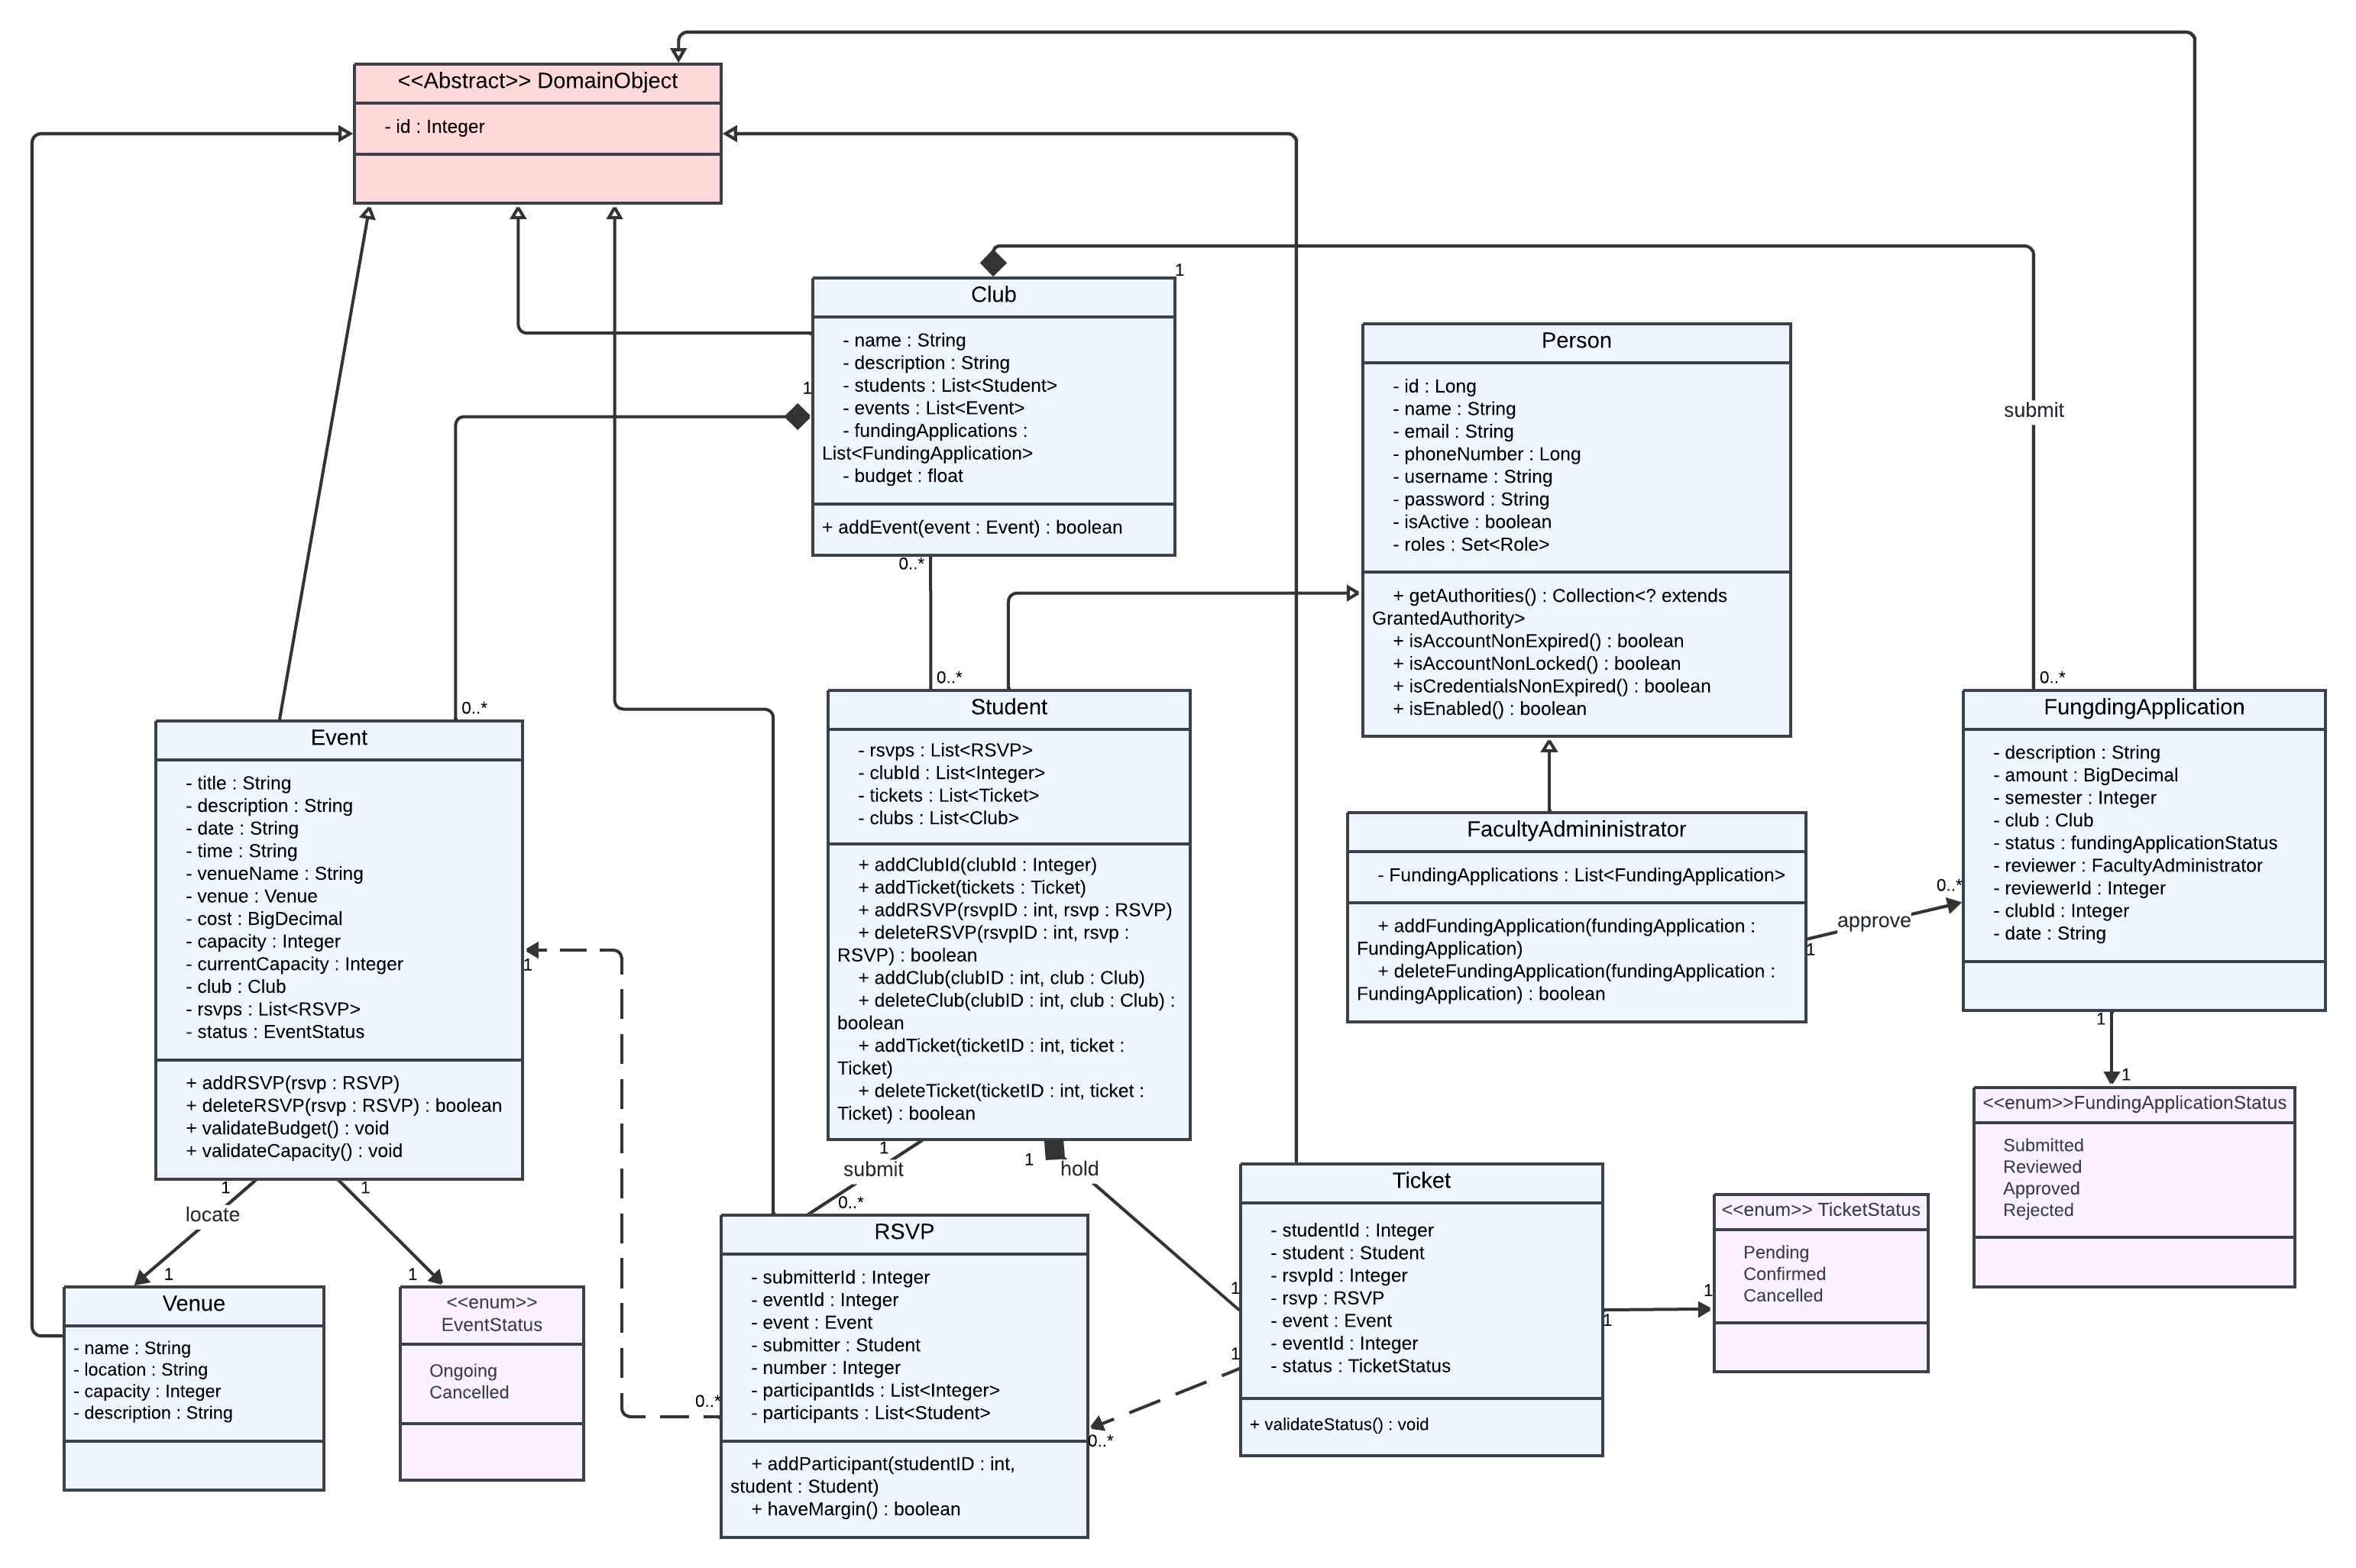 <<Abstract>> DomainObject
- id : Integer
1
Club
- name : String
- description : String
- students : List<Student>
- events : List<Event>
- fundingApplications :
List<FundingApplication>
- budget : float
+ addEvent(event : Event) : boolean
1
0..*
Person
- id : Long
- name : String
- email : String
- phoneNumber : Long
- username : String
- password : String
- isActive : boolean
- roles : Set<Role>
+ getAuthorities() : Collection<? extends
GrantedAuthority>
+ isAccountNonExpired() : boolean
+ isAccountNonLocked() : boolean
+ isCredentialsNonExpired() : boolean
+ isEnabled() : boolean
submit
0..*
0..*
0..*
Event
- title : String
- description : String
- date : String
- time : String
- venueName : String
- venue : Venue
- cost : BigDecimal
- capacity : Integer
- currentCapacity : Integer
- club : Club
- rsvps : List<RSVP>
- status : EventStatus
+ addRSVP(rsvp : RSVP)
+ deleteRSVP(rsvp : RSVP) : boolean
+ validateBudget() : void
+ validateCapacity() : void
1
Student
- rsvps : List<RSVP>
- clubId : List<Integer>
- tickets : List<Ticket>
- clubs : List<Club>
+ addClubId(clubId : Integer)
+ addTicket(tickets : Ticket)
+ addRSVP(rsvpID : int, rsvp : RSVP)
+ deleteRSVP(rsvpID : int, rsvp :
RSVP) : boolean
+ addClub(clubID : int, club : Club)
+ deleteClub(clubID : int, club : Club) :
boolean
+ addTicket(ticketID : int, ticket :
Ticket)
+ deleteTicket(ticketID : int, ticket :
Ticket) : boolean
FacultyAdmininistrator
- FundingApplications : List<FundingApplication>
+ addFundingApplication(fundingApplication :
FundingApplication)
+ deleteFundingApplication(fundingApplication :
FundingApplication) : boolean
1
approve
0..*
FungdingApplication
- description : String
- amount : BigDecimal
- semester : Integer
- club : Club
- status : fundingApplicationStatus
- reviewer : FacultyAdministrator
- reviewerId : Integer
- clubId : Integer
- date : String
1
1
<<enum>>FundingApplicationStatus
Submitted
Reviewed
Approved
Rejected
1
locate
1
1
1
1
submit
0..*
1
hold
1
Venue
- name : String
- location : String
- capacity : Integer
- description : String
<<enum>>
EventStatus
Ongoing
Cancelled
0..*
RSVP
- submitterId : Integer
- eventId : Integer
- event : Event
- submitter : Student
- number : Integer
- participantIds : List<Integer>
- participants : List<Student>
+ addParticipant(studentID : int,
student : Student)
+ haveMargin() : boolean
0..*
1
Ticket
- studentId : Integer
- student : Student
- rsvpId : Integer
- rsvp : RSVP
- event : Event
- eventId : Integer
- status : TicketStatus
+ validateStatus() : void
1
1
<<enum>> TicketStatus
Pending
Confirmed
Cancelled